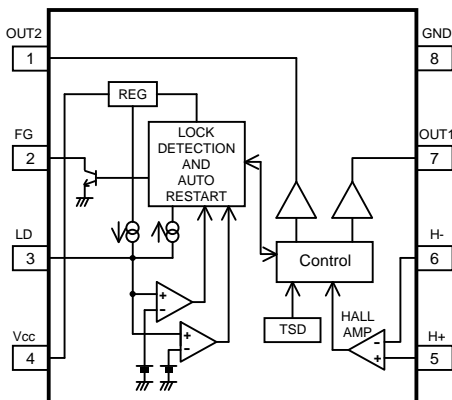 OUT2
1
GND
8
REG
FG
2
LOCK
DETECTION
AND
AUTO
RESTART
OUT1
7
LD
3
Control
H-
6
+
-
HALL
AMP
TSD
Vcc
4
+
-
-
+
H+
5